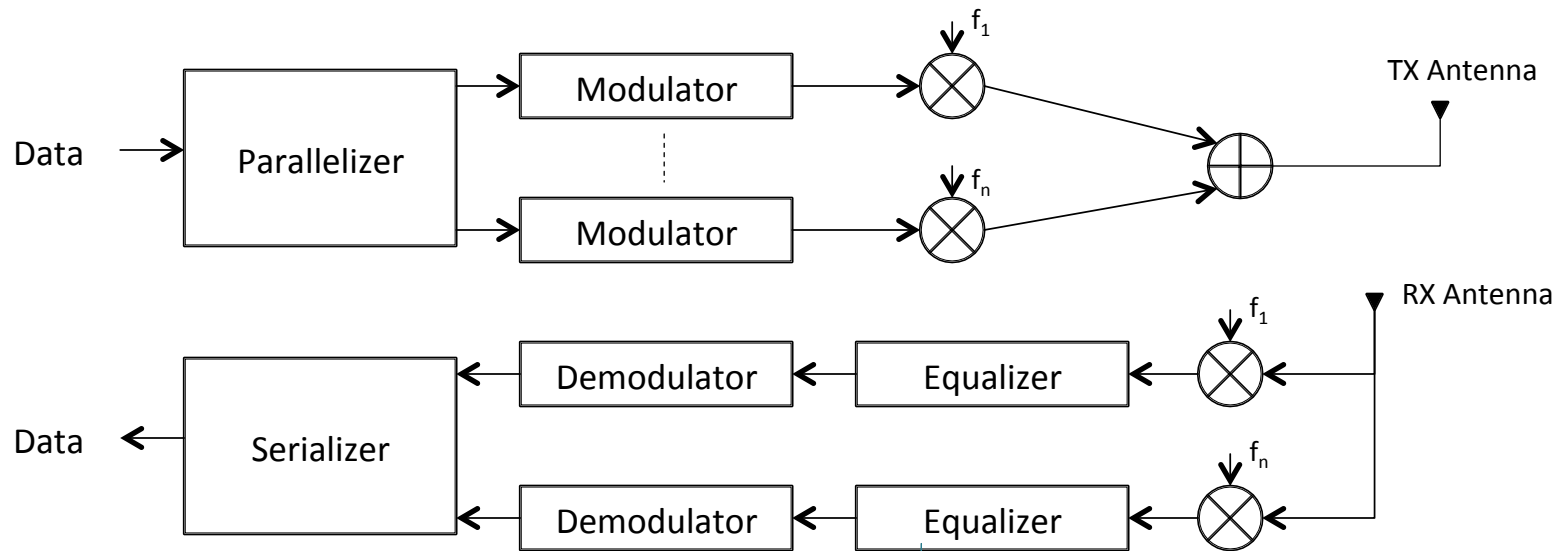 f₁
TX Antenna
Modulator
Data
Parallelizer
fₙ
Modulator
RX Antenna
f₁
Demodulator
Equalizer
Data
Serializer
fₙ
Demodulator
Equalizer